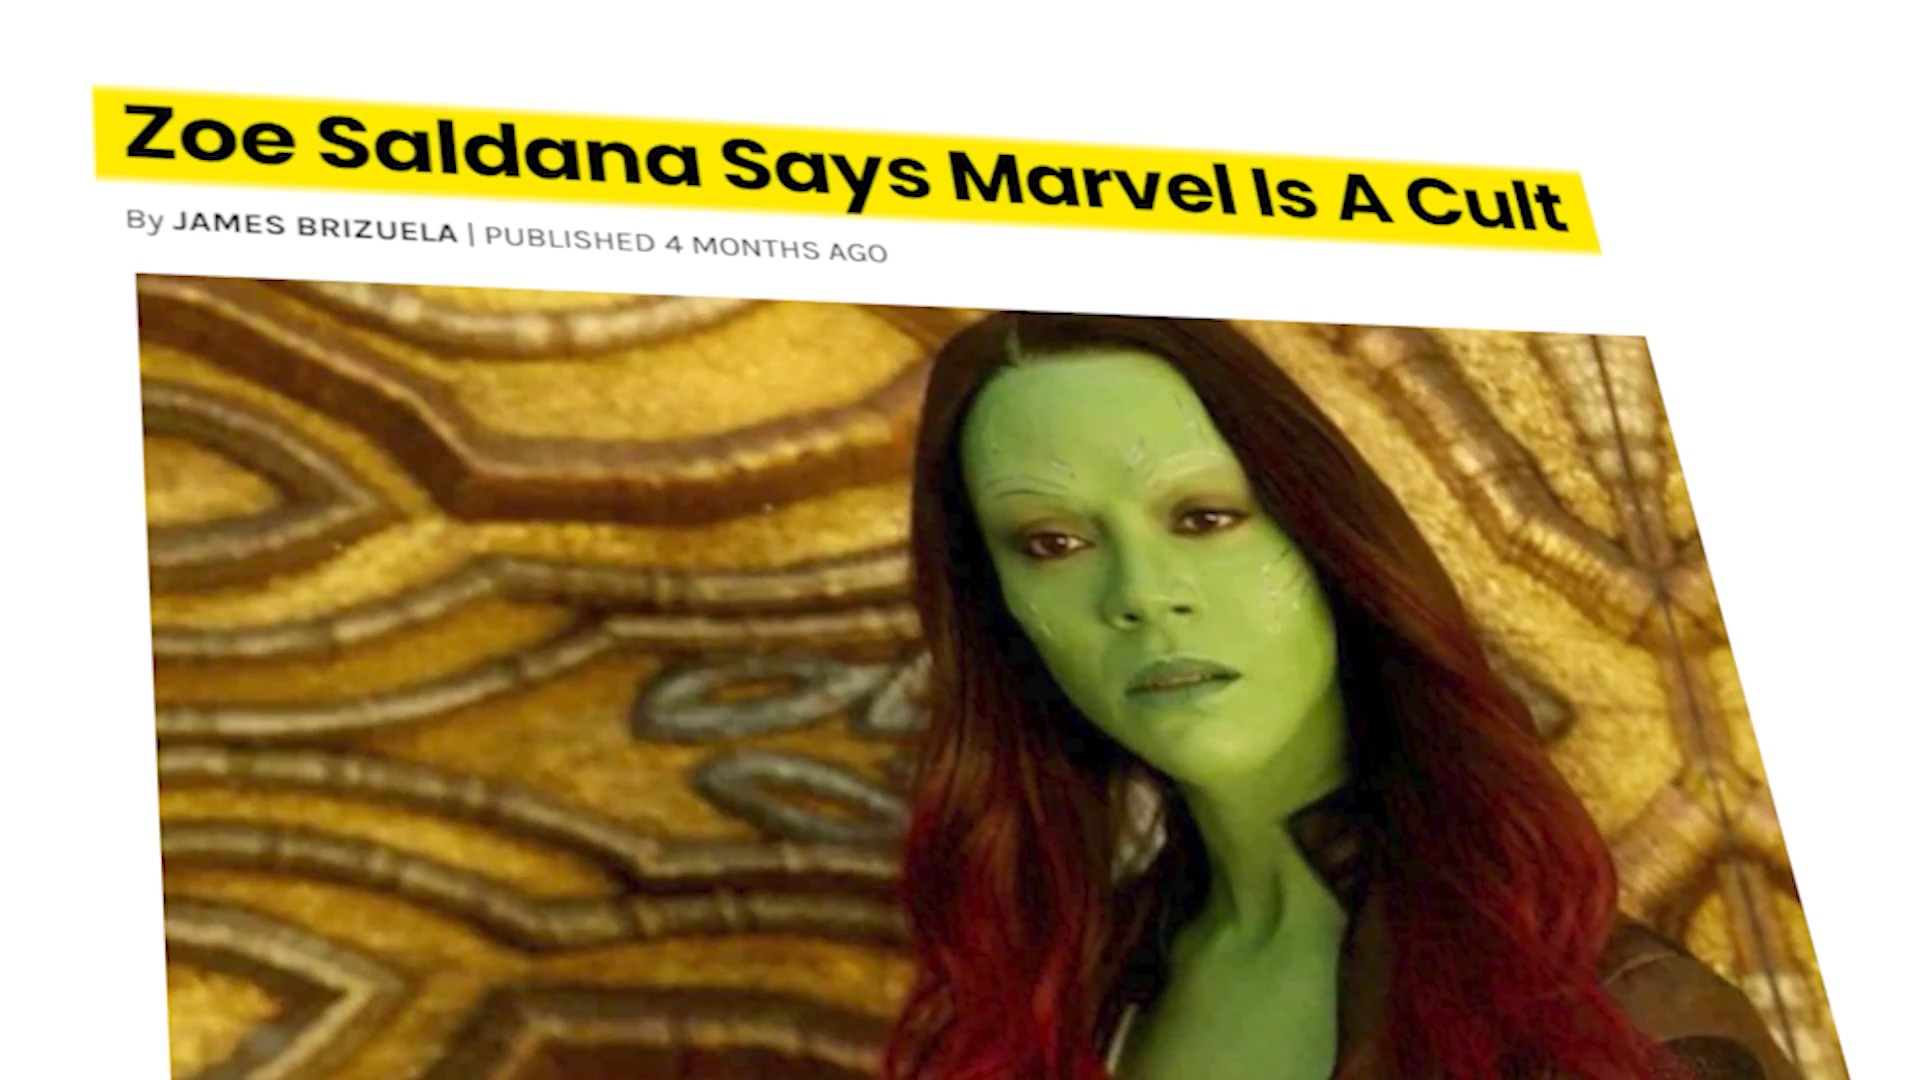 Zoe Saldana Says Marvel Is A Cult
By JAMES BRIZUELA | PUBLISHED 4 MONTHS AGO